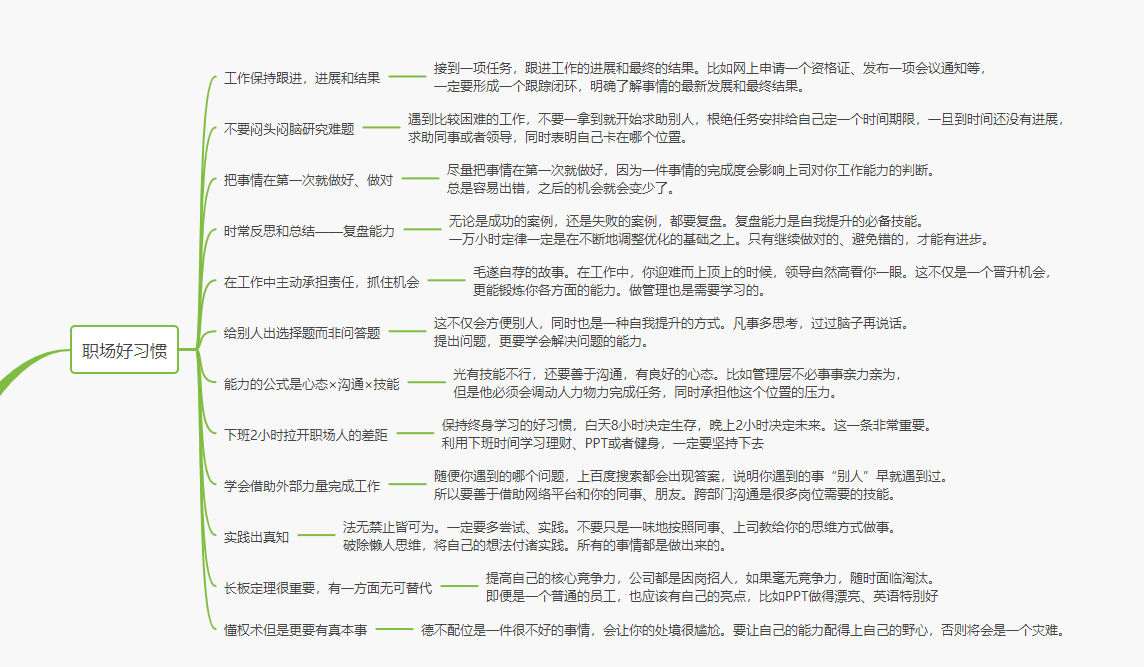 职场好习惯
工作保持跟进，进展和结果
接到一项任务，跟进工作的进展和最终的结果。比如网上申请一个资格证、发布一项会议通知等，
一定要形成一个跟踪闭环，明确了解事情的最新发展和最终结果。
不要闷头闷脑研究难题
遇到比较困难的工作，不要一拿到就开始求助别人，根绝任务安排给自己定一个时间期限，一旦到时间还没有进展，
求助同事或者领导，同时表明自己卡在哪个位置。
把事情在第一次就做好、做对
尽量把事情在第一次就做好，因为一件事情的完成度会影响上司对你工作能力的判断。
总是容易出错，之后的机会就会变少了。
时常反思和总结——复盘能力
无论是成功的案例，还是失败的案例，都要复盘。复盘能力是自我提升的必备技能。
一万小时定律一定是在不断地调整优化的基础之上。只有继续做对的、避免错的，才能有进步。
在工作中主动承担责任，抓住机会
毛遂自荐的故事。在工作中，你迎难而上顶上的时候，领导自然高看你一眼。这不仅是一个晋升机会，
更能锻炼你各方面的能力。做管理也是需要学习的。
给别人出选择题而非问答题
这不仅会方便别人，同时也是一种自我提升的方式。凡事多思考，过过脑子再说话。
提出问题，更要学会解决问题的能力。
能力的公式是心态×沟通×技能
光有技能不行，还要善于沟通，有良好的心态。比如管理层不必事事亲力亲为，
但是他必须会调动人力物力完成任务，同时承担他这个位置的压力。
下班2小时拉开职场人的差距
保持终身学习的好习惯，白天8小时决定生存，晚上2小时决定未来。这一条非常重要。
利用下班时间学习理财、PPT或者健身，一定要坚持下去
学会借助外部力量完成工作
随便你遇到的哪个问题，上百度搜索都会出现答案，说明你遇到的事“别人”早就遇到过。
所以要善于借助网络平台和你的同事、朋友。跨部门沟通是很多岗位需要的技能。
实践出真知
法无禁止皆可为。一定要多尝试、实践。不要只是一味地按照同事、上司教给你的思维方式做事。
破除懒人思维，将自己的想法付诸实践。所有的事情都是做出来的。
长板定理很重要，有一方面无可替代
提高自己的核心竞争力，公司都是因岗招人，如果毫无竞争力，随时面临淘汰。
即便是一个普通的员工，也应该有自己的亮点，比如PPT做得漂亮、英语特别好
懂权术但是更要有真本事
德不配位是一件很不好的事情，会让你的处境很尴尬。要让自己的能力配得上自己的野心，否则将会是一个灾难。